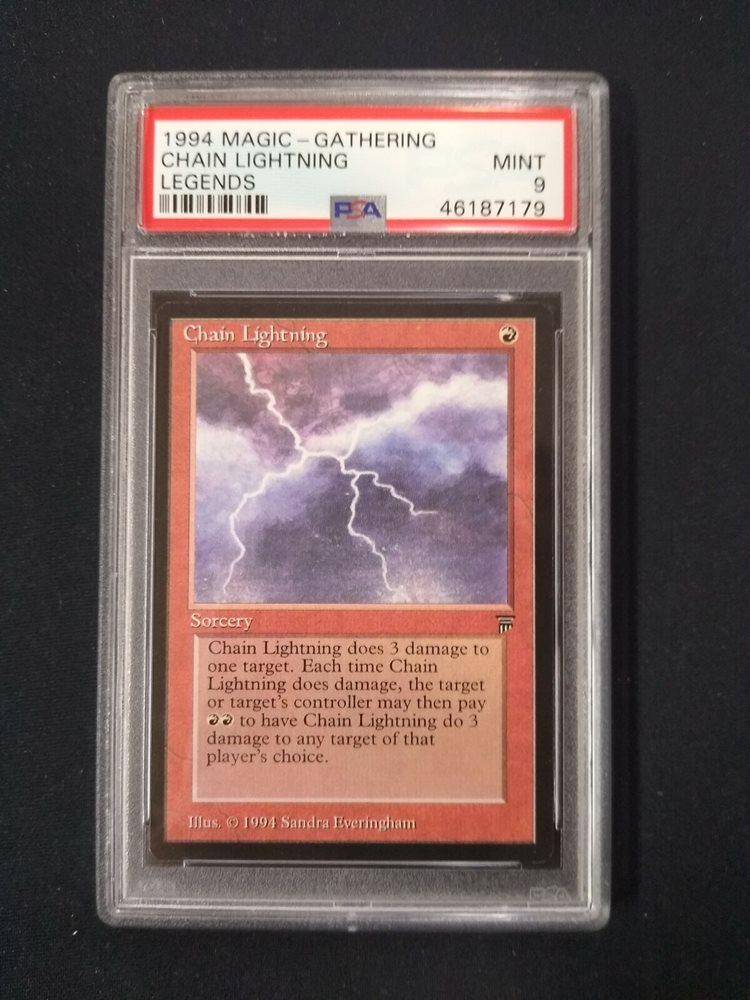 1994 MAGIC - GATHERING
CHAIN LIGHTNING
MINT
LEGENDS
9
PSA
46187179
Chain Lightning
Sorcery
Chain Lightning does 3 damage to
one target. Each time Chain
Lightning does damage, the target
or target's controller may then pay
to have Chain Lightning do 3
damage to any target of that
player's choice.
Illus. © 1994 Sandra Everingham
PSA